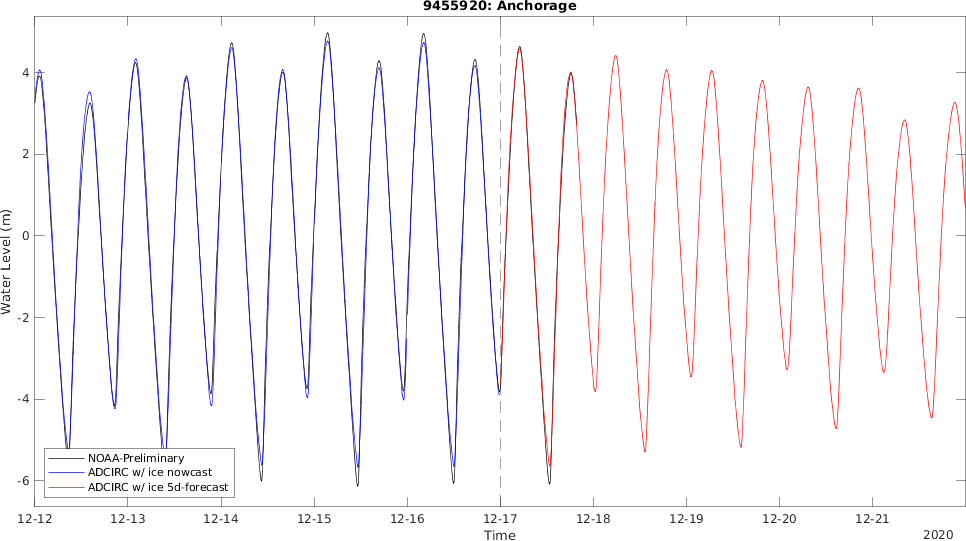 9455920: Anchorage
Water Level (m)
4
2
0
-2
-4
-6
NOAA-Preliminary
ADCIRC w/ ice nowcast
ADCIRC w/ ice 5d-forecast
12-12 12-13 12-14 12-15 12-16 12-17 12-18 12-19 12-20 12-21
Time
2020